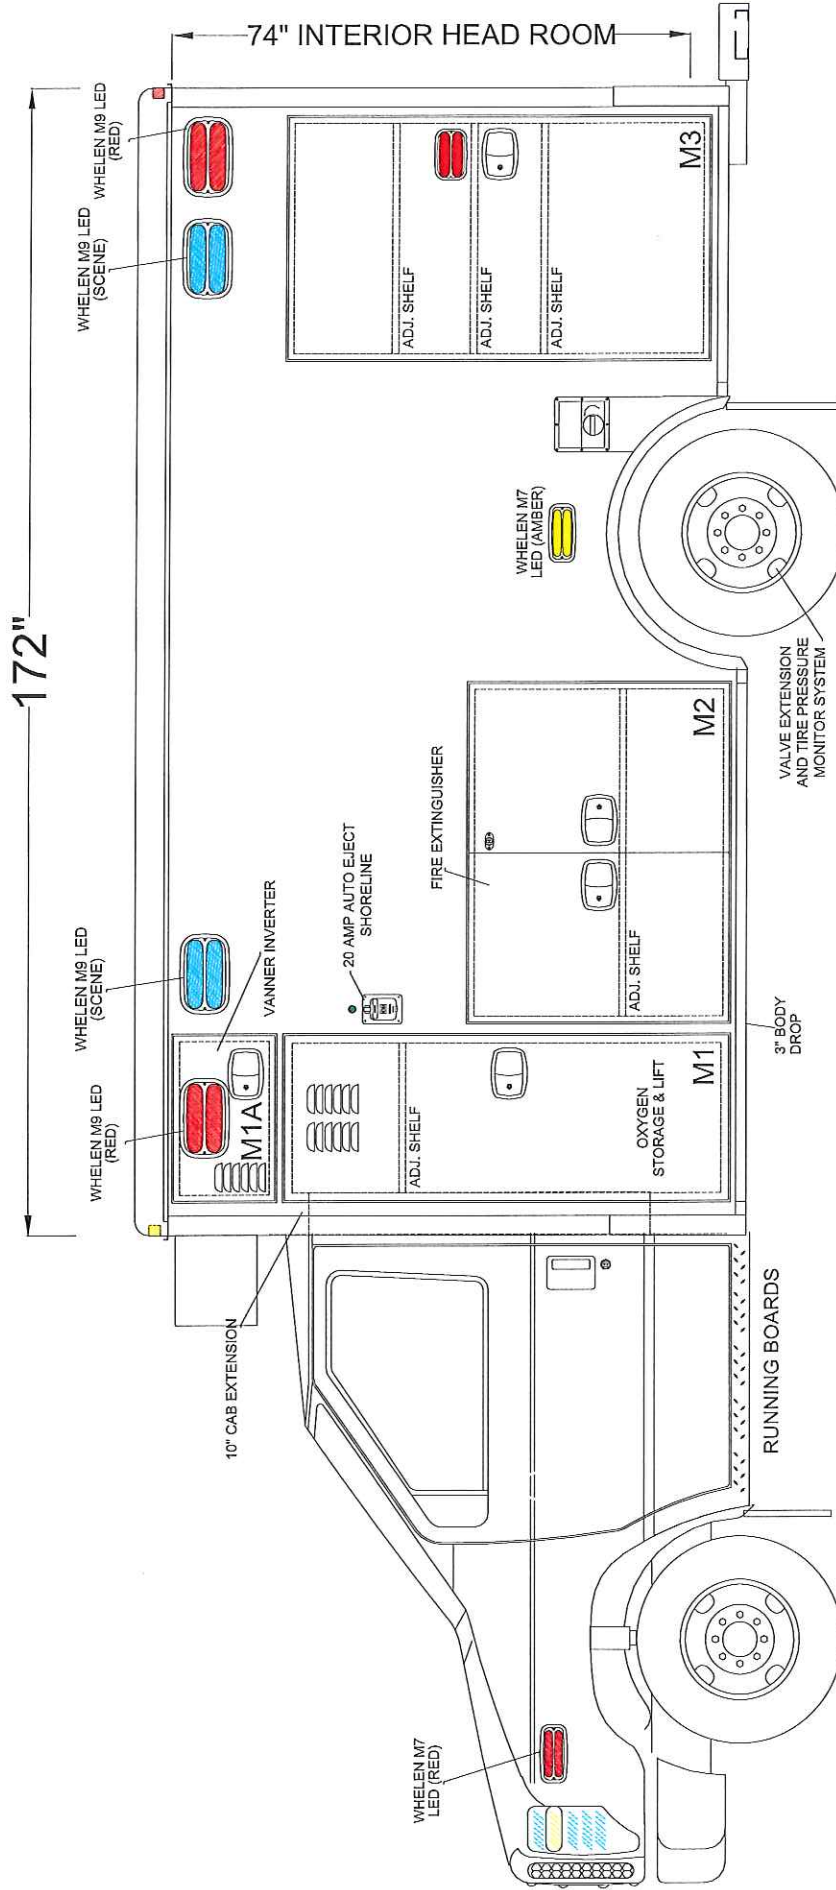 172"
74" INTERIOR HEAD ROOM
WHELEN M9 LED
(RED)
WHELEN M9 LED
(SCENE)
WHELEN M9 LED
(SCENE)
WHELEN M9 LED
(RED)
VANNER INVERTER
M1A
20 AMP AUTO EJECT
SHORELINE
10" CAB EXTENSION
ADJ. SHELF
OXYGEN
STORAGE & LIFT
M1
FIRE EXTINGUISHER
ADJ. SHELF
M2
WHELEN M7
LED (AMBER)
ADJ. SHELF
ADJ. SHELF
ADJ. SHELF
M3
WHELEN M7
LED (RED)
RUNNING BOARDS
3" BODY
DROP
VALVE EXTENSION
AND TIRE PRESSURE
MONITOR SYSTEM